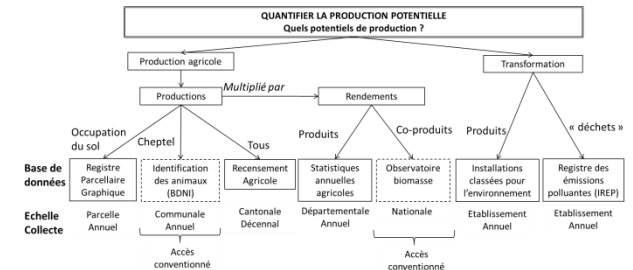 QUANTIFIER LA PRODUCTION POTENTIELLE
Quels potentiels de production ?
Production agricole
Transformation
Productions
Multiplié par
Rendements
Occupation
du sol
Cheptel
Tous
Produits
Co-produits
Produits
« déchets »
Base de
données
Registre
Parcellaire
Graphique
Identification
des animaux
(BDNI)
Recensement
Agricole
Statistiques
annuelles
agricoles
Observatoire
biomasse
Installations
classées pour
l'environnement
Registre des
émissions
polluantes (IREP)
Echelle
Collecte
Parcelle
Annuel
Communale
Annuel
Cantonale
Décennal
Départementale
Annuel
Nationale
Etablissement
Annuel
Etablissement
Annuel
Accès
conventionné
Accès
conventionné